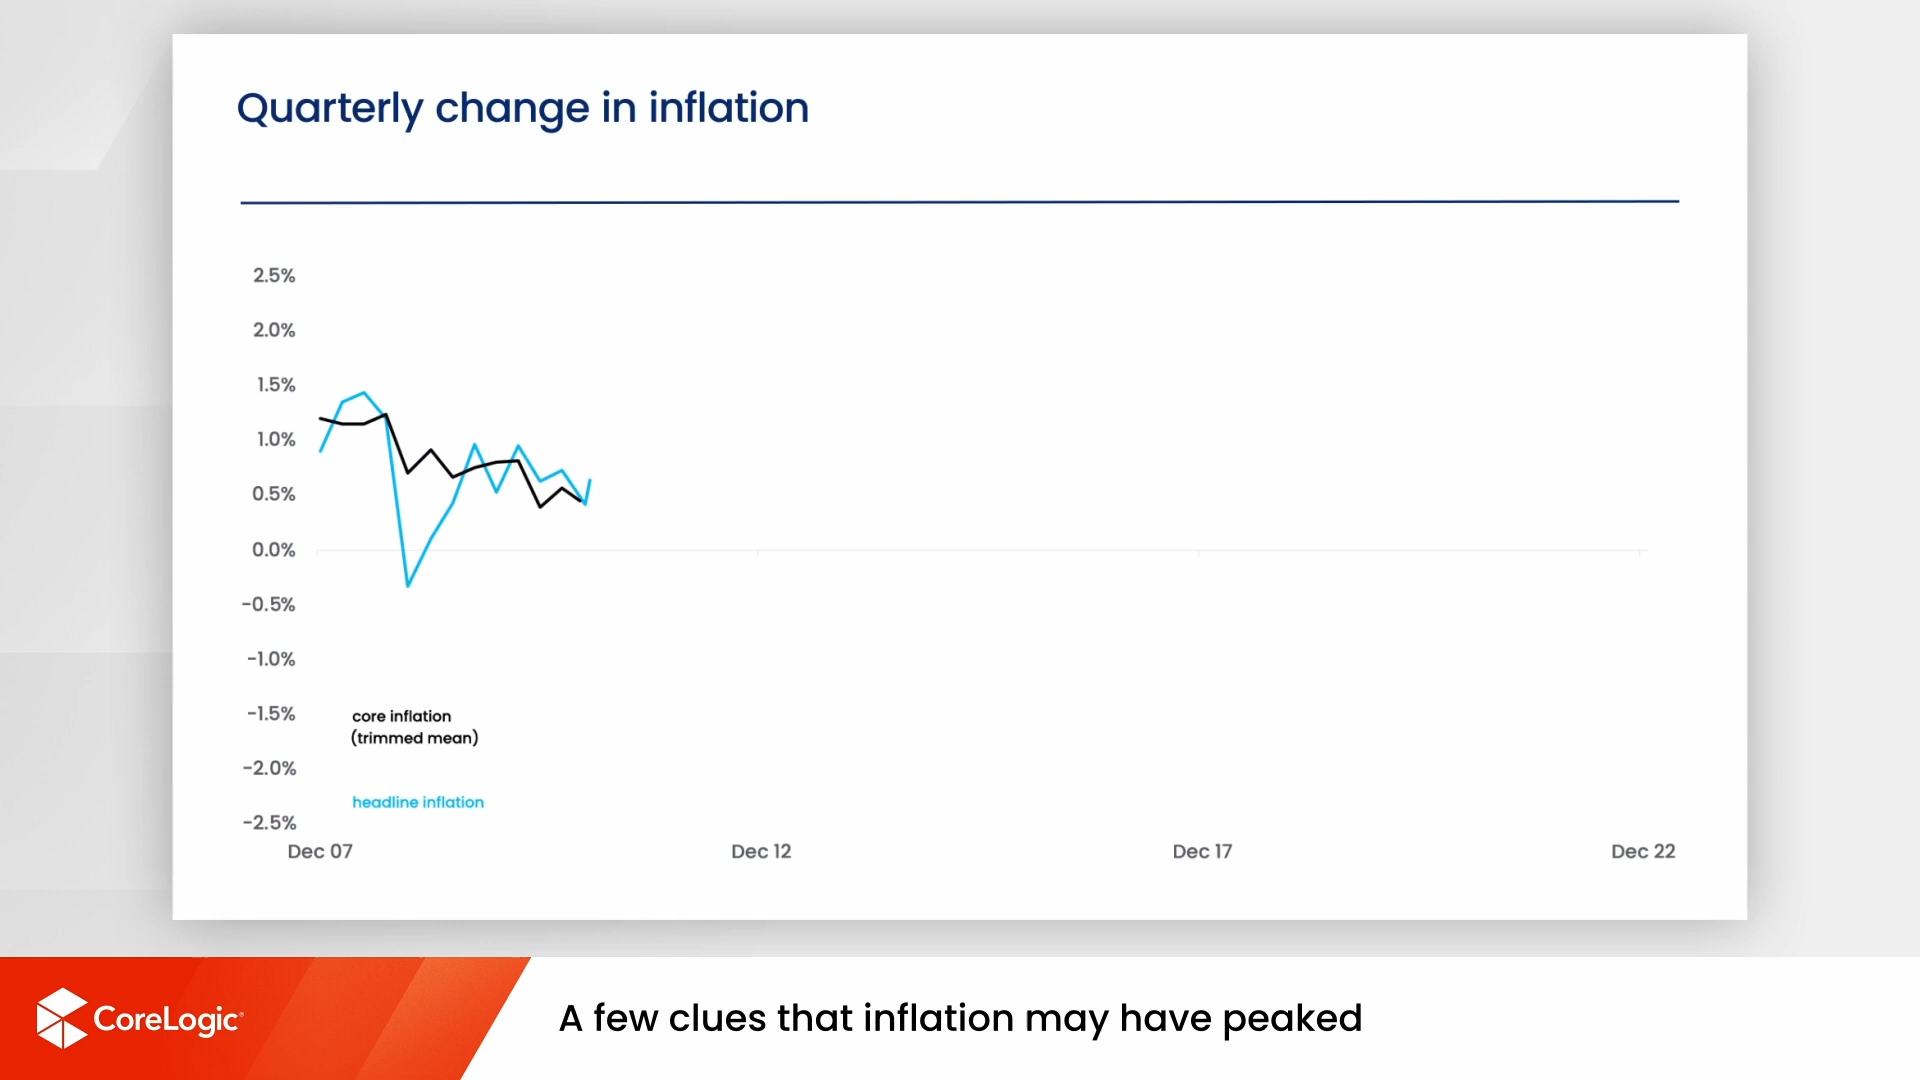 Quarterly change in inflation
2.5%
2.0%
1.5%
1.0%
0.5%
0.0%
-0.5%
-1.0%
-1.5%
-2.0%
-2.5%
core inflation
(trimmed mean)
headline inflation
Dec 07
Dec 12
Dec 17
Dec 22
CoreLogic
A few clues that inflation may have peaked